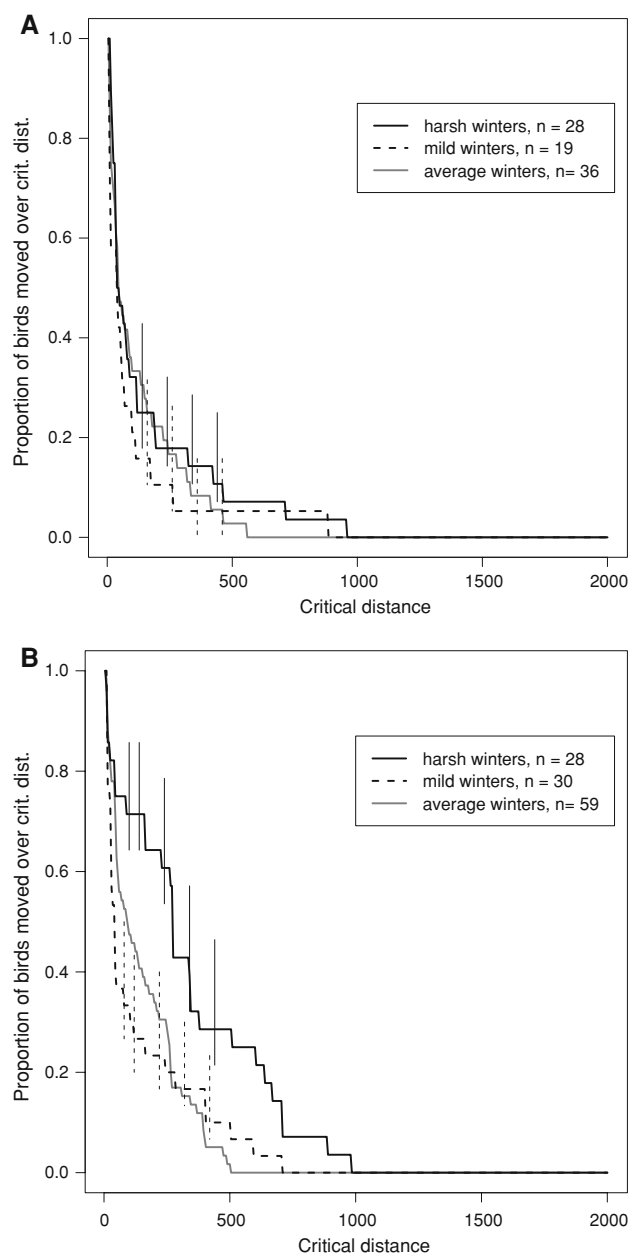 A
Proportion of birds moved over crit. dist.
1.0
0.8
0.6
0.4
0.2
0.0
harsh winters, n = 28
mild winters, n = 19
average winters, n= 36
0 500 1000 1500 2000
Critical distance
B
Proportion of birds moved over crit. dist.
1.0
0.8
0.6
0.4
0.2
0.0
harsh winters, n = 28
mild winters, n = 30
average winters, n= 59
0 500 1000 1500 2000
Critical distance